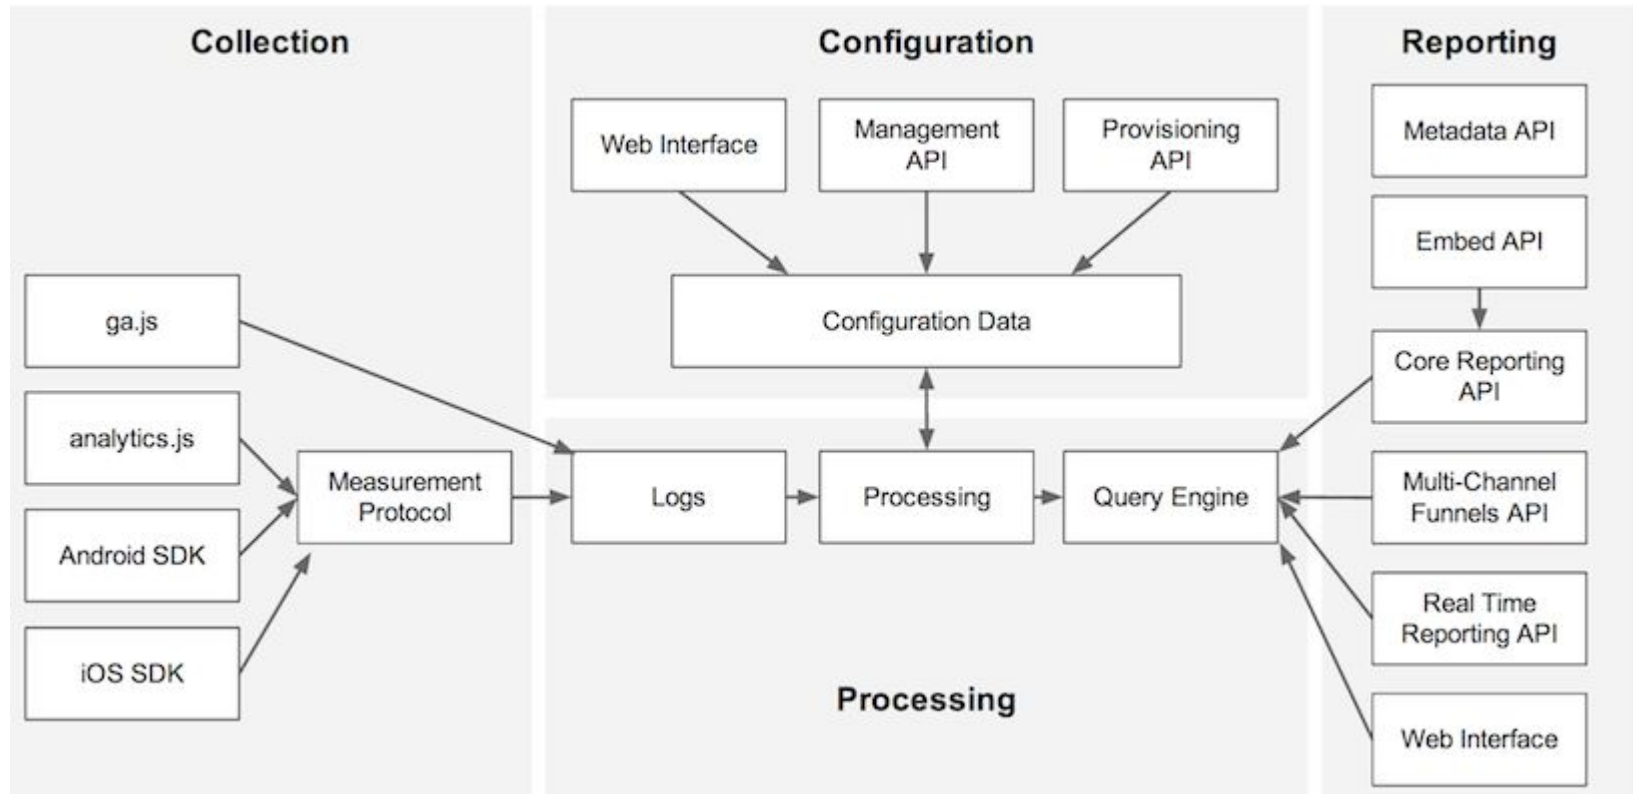 Collection
ga.js
analytics.js
Android SDK
iOS SDK
Measurement
Protocol
Configuration
Web Interface
Management
API
Provisioning
API
Configuration Data
Logs
Processing
Query Engine
Processing
Reporting
Metadata API
Embed API
Core Reporting
API
Multi-Channel
Funnels API
Real Time
Reporting API
Web Interface